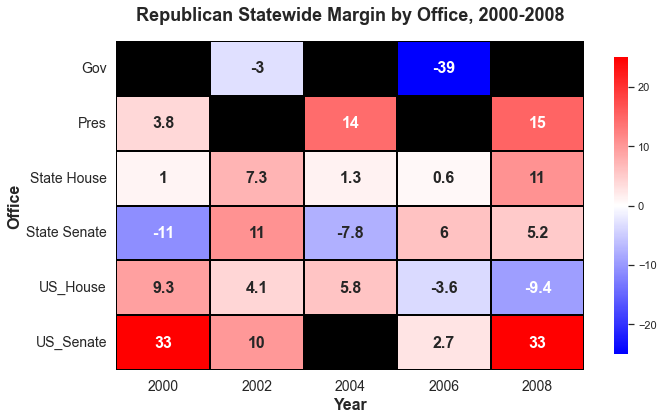 Republican Statewide Margin by Office, 2000-2008
Gov -3 -39
Pres 3.8 14 15
State House 1 7.3 1.3 0.6 11
State Senate -11 11 -7.8 6 5.2
US_House 9.3 4.1 5.8 -3.6 -9.4
US_Senate 33 10 2.7 33
2000 2002 2004 2006 2008
Year
Office
20
10
0
−10
−20